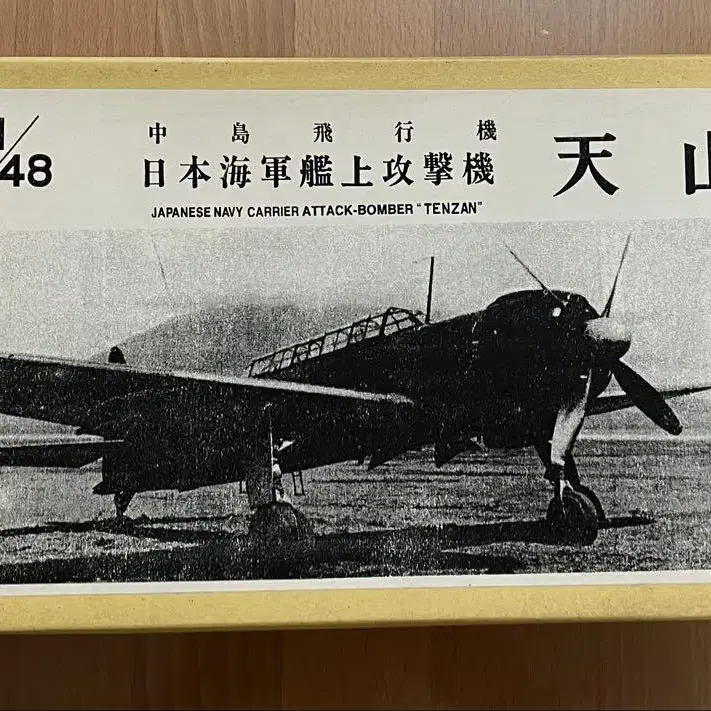 1/48
中島飛行機
日本海軍艦上攻撃機
天山
JAPANESE NAVY CARRIER ATTACK-BOMBER "TENZAN"